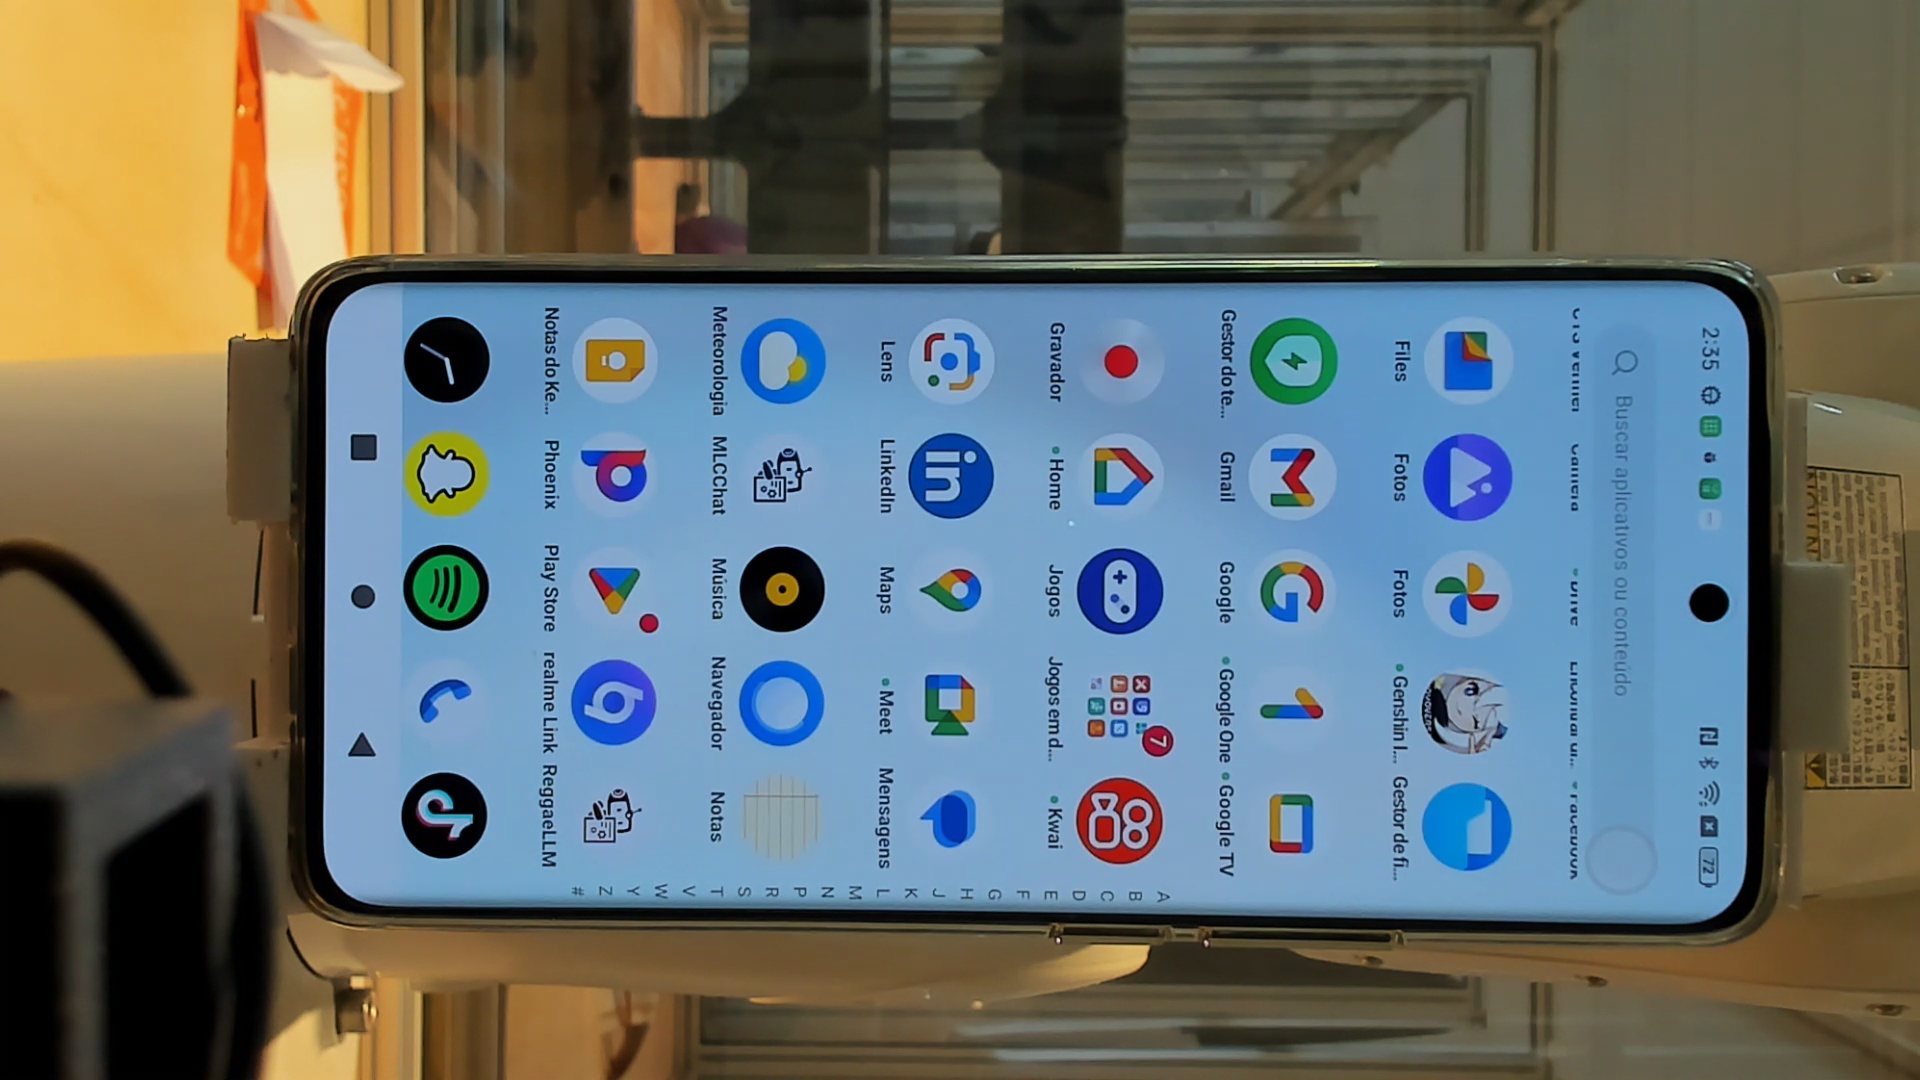 2:35
72
Buscar aplicativos ou conteúdo
Files
Fotos
Fotos
Genshin I...
Gestor de fi...
Gestor do te...
Gmail
Google
Google One
Google TV
Gravador
Home
Jogos
Jogos em d...
7
Kwai
Lens
LinkedIn
Maps
Meet
Mensagens
Meteorologia
MLCChat
Música
Navegador
Notas
Notas do Ke...
Phoenix
Play Store
realme Link
ReggaeLLM
A
B
C
D
E
F
G
H
J
K
L
M
N
P
R
S
T
V
W
Y
Z
#